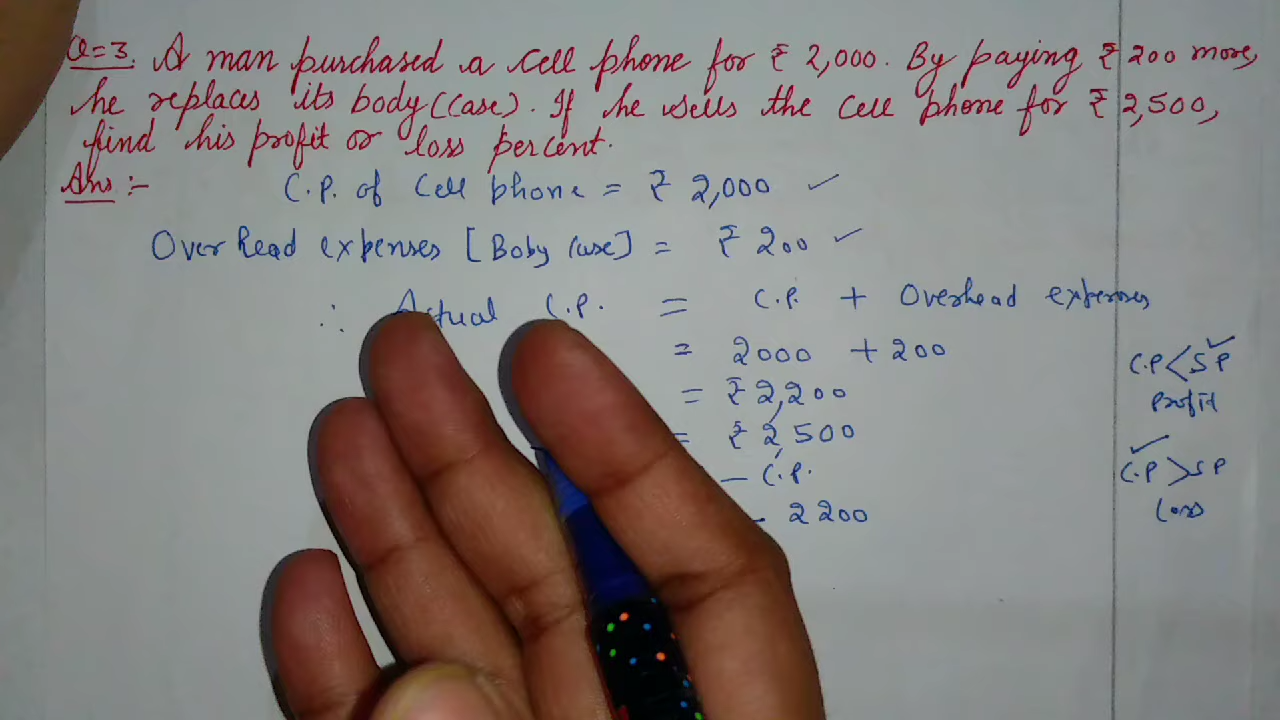 Q=3. A man purchased a cell phone for ₹ 2,000. By paying ₹ 200 more,
he replaces its body (case). If he sells the cell phone for ₹ 2,500,
find his profit or loss percent.
Ans :- C.P. of Cell phone = ₹ 2,000 ✓
Over Head expenses [Boby Case] = ₹ 200 ✓
∴ Actual C.P. = C.P. + Overhead expenses
= 2000 + 200
= ₹ 2,200
= ₹ 2,500
- C.P.
- 2200
C.P < S P ✓
Profit
✓ C.P > S P
Loss